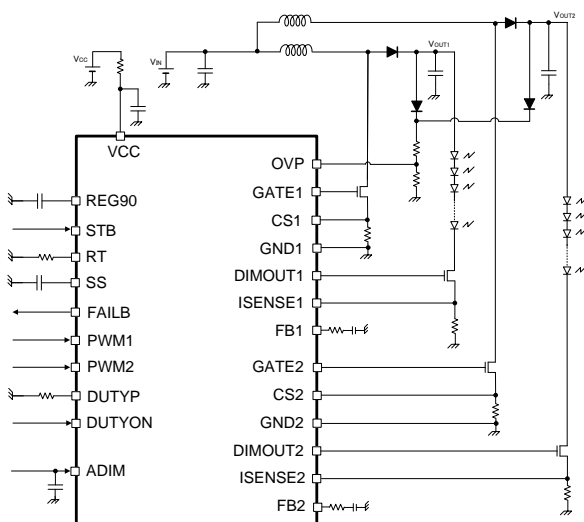 VOUT2
VCC
VIN
VOUT1
VCC
OVP
REG90
GATE1
STB
CS1
RT
GND1
SS
DIMOUT1
FAILB
ISENSE1
PWM1
FB1
PWM2
GATE2
DUTYP
CS2
DUTYON
GND2
DIMOUT2
ADIM
ISENSE2
FB2